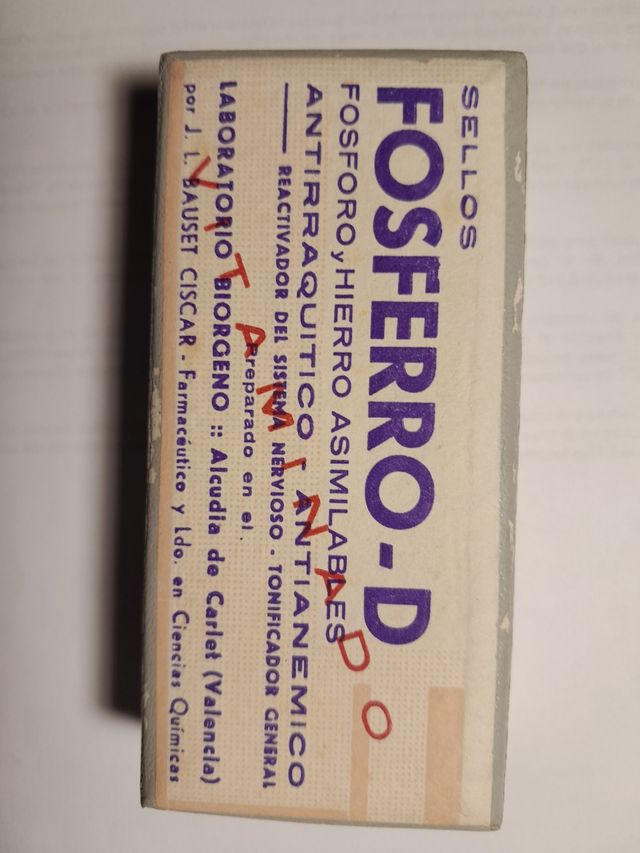 SELLOS
FOSFERRO-D
FOSFORO y HIERRO ASIMILABLES
ANTIRRAQUITICO - ANTIANEMICO
REACTIVADOR DEL SISTEMA NERVIOSO - TONIFICADOR GENERAL
Preparado en el.
LABORATORIO BIORGENO :: Alcudia de Carlet (Valencia)
por J. L. BAUSET CISCAR - Farmacéutico y Ldo. en Ciencias Químicas
VITAMINADO